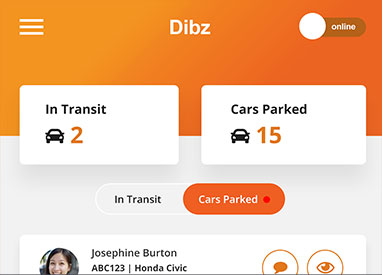 Dibz
online
In Transit
2
Cars Parked
15
In Transit
Cars Parked
Josephine Burton
ABC123 | Honda Civic